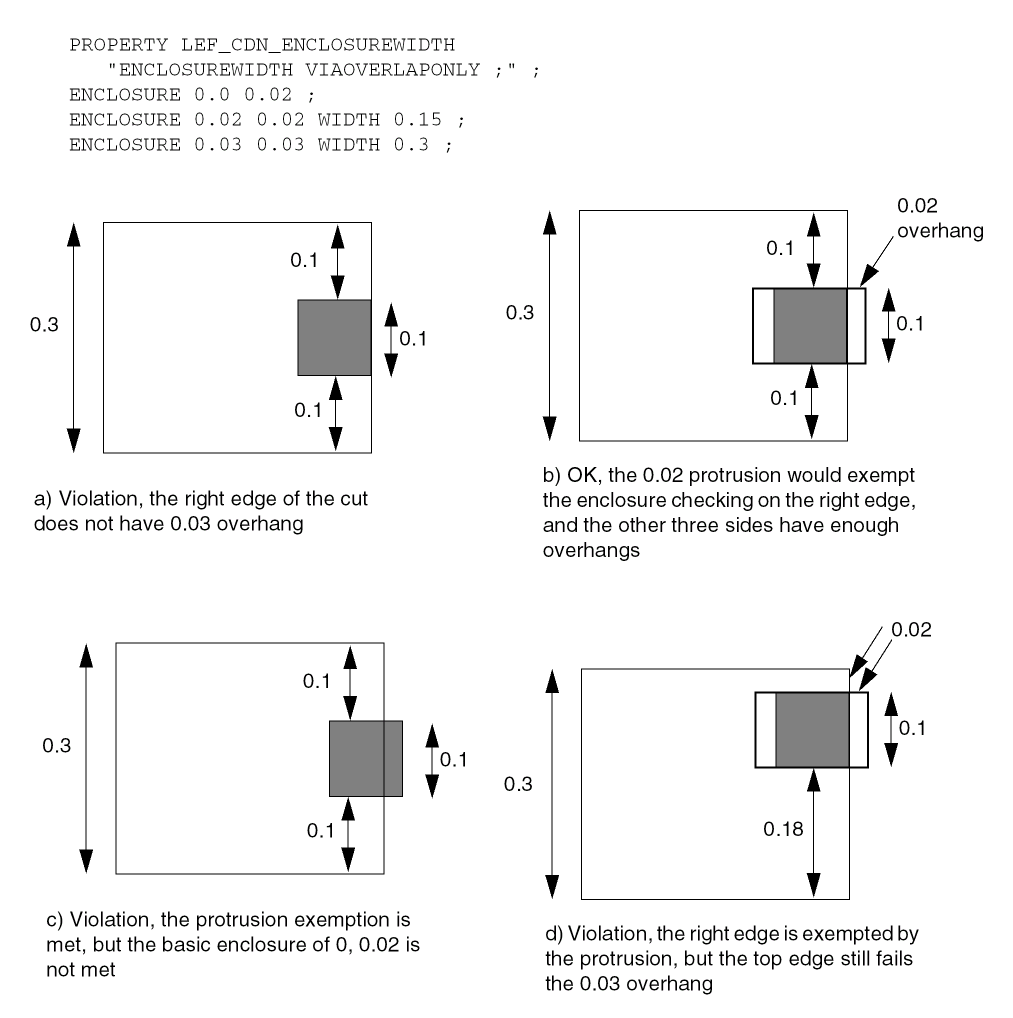 PROPERTY LEF_CDN_ENCLOSUREWIDTH
"ENCLOSUREWIDTH VIAOVERLAPONLY ;" ;
ENCLOSURE 0.0 0.02 ;
ENCLOSURE 0.02 0.02 WIDTH 0.15 ;
ENCLOSURE 0.03 0.03 WIDTH 0.3 ;
0.3
0.1
0.1
0.1
a) Violation, the right edge of the cut
does not have 0.03 overhang
0.02
overhang
0.3
0.1
0.1
0.1
b) OK, the 0.02 protrusion would exempt
the enclosure checking on the right edge,
and the other three sides have enough
overhangs
0.3
0.1
0.1
0.1
c) Violation, the protrusion exemption is
met, but the basic enclosure of 0, 0.02 is
not met
0.02
0.3
0.1
0.18
d) Violation, the right edge is exempted by
the protrusion, but the top edge still fails
the 0.03 overhang